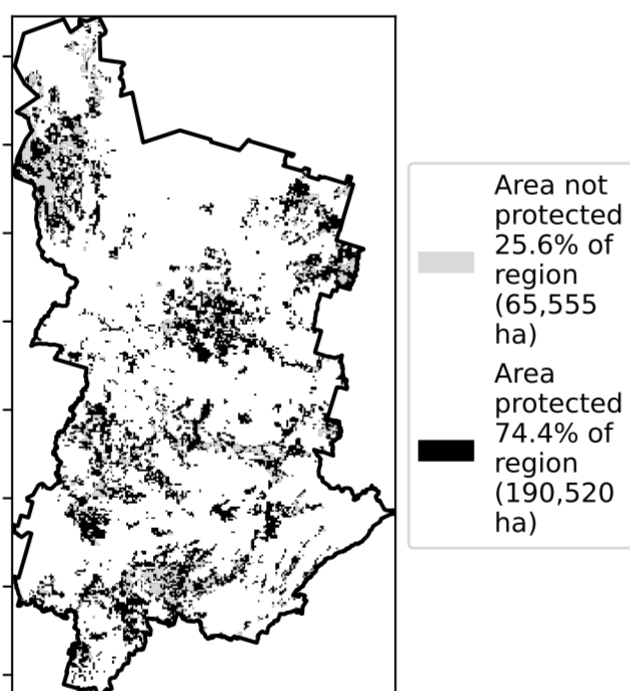 Area not
protected
25.6% of
region
(65,555
ha)
Area
protected
74.4% of
region
(190,520
ha)